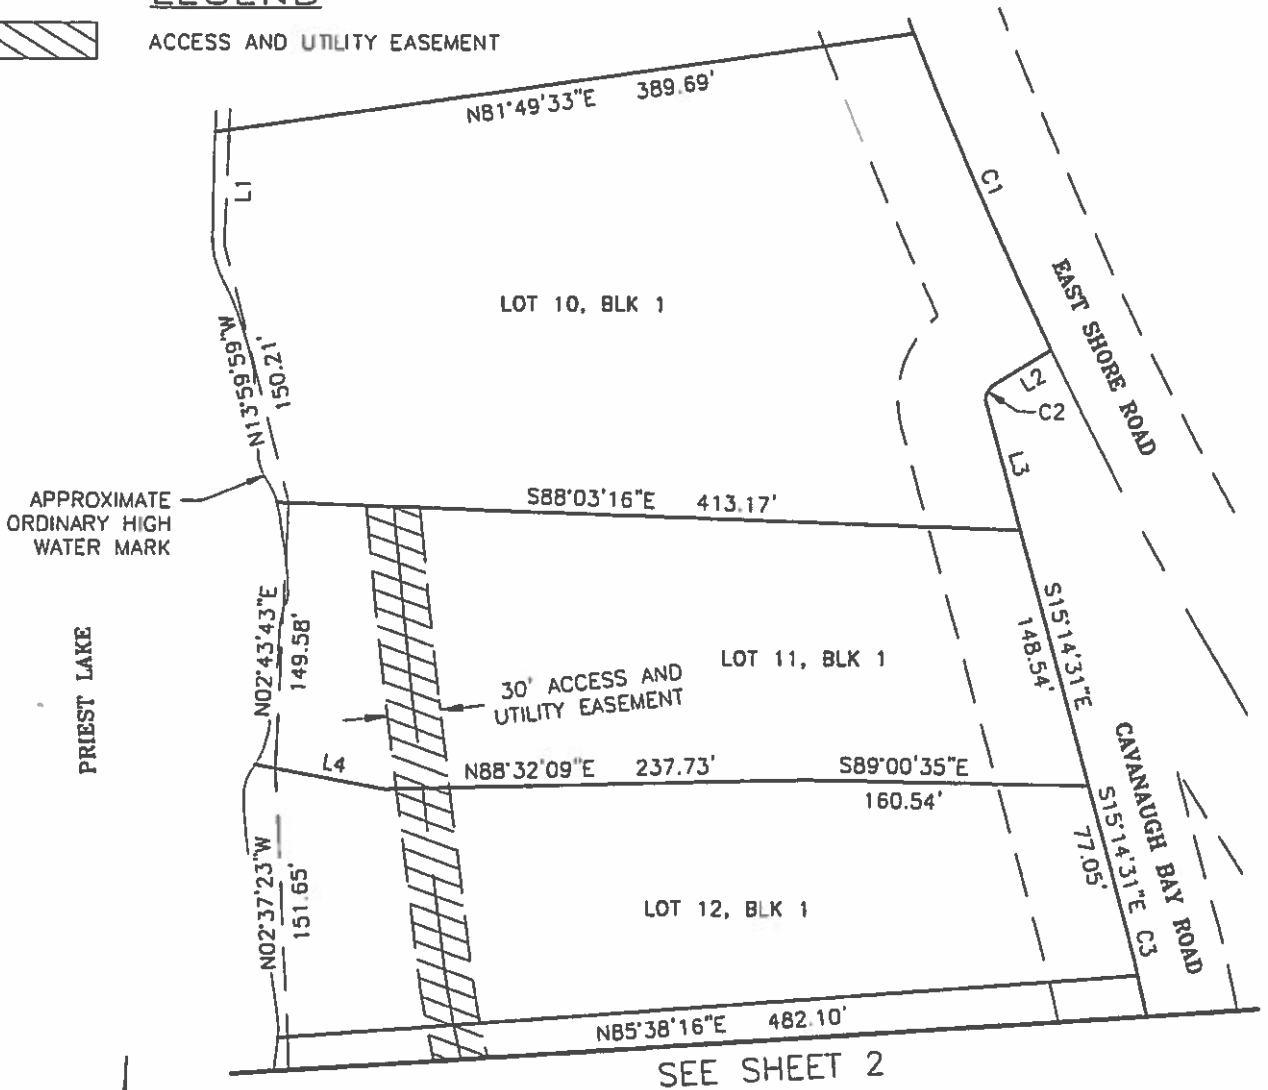 LEGEND
ACCESS AND UTILITY EASEMENT
N81°49'33"E 389.69'
L1
C1
LOT 10, BLK 1
EAST SHORE ROAD
N13°59'59"W
150.21'
L2
C2
L3
APPROXIMATE
ORDINARY HIGH
WATER MARK
S88°03'16"E 413.17'
PRIEST LAKE
N02°43'43"E
149.58'
S15°14'31"E
148.54'
LOT 11, BLK 1
30' ACCESS AND
UTILITY EASEMENT
L4
N88°32'09"E 237.73'
S89°00'35"E
160.54'
CAVANAUGH BAY ROAD
S15°14'31"E
77.05'
C3
N02°37'23"W
151.65'
LOT 12, BLK 1
N85°38'16"E 482.10'
SEE SHEET 2